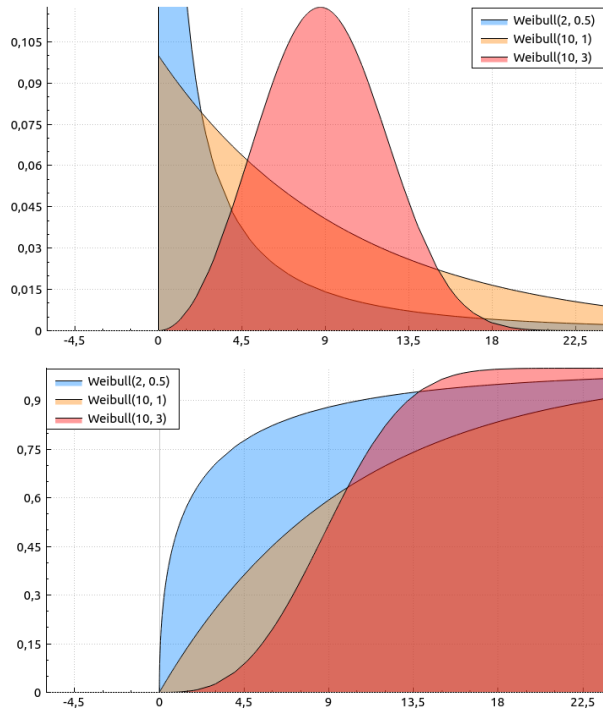 Weibull(2, 0.5)
Weibull(10, 1)
Weibull(10, 3)
0,105
0,09
0,075
0,06
0,045
0,03
0,015
0
-4,5 0 4,5 9 13,5 18 22,5
Weibull(2, 0.5)
Weibull(10, 1)
Weibull(10, 3)
0,9
0,75
0,6
0,45
0,3
0,15
0
-4,5 0 4,5 9 13,5 18 22,5